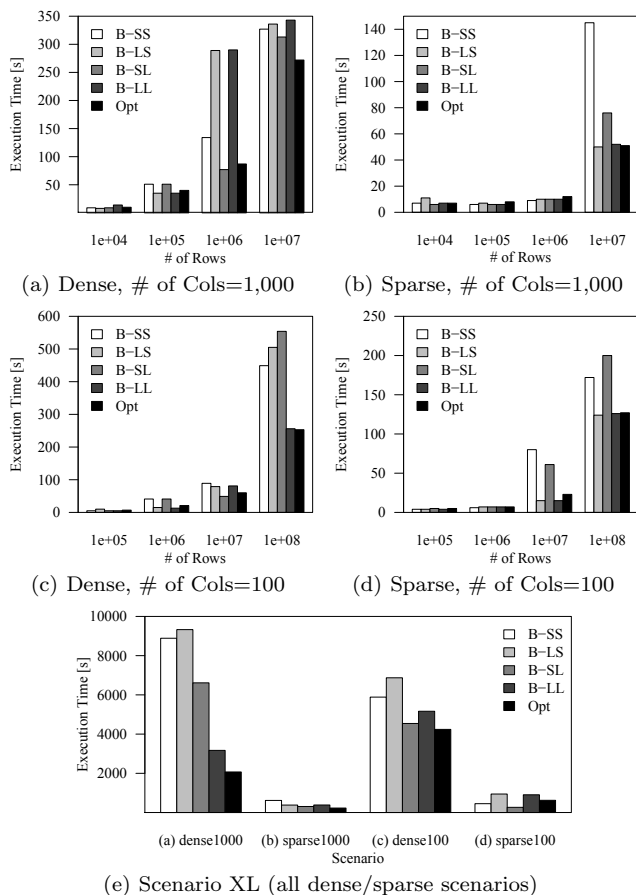 Execution Time [s]
350
300
250
200
150
100
50
B−SS
B−LS
B−SL
B−LL
Opt
1e+04 1e+05 1e+06 1e+07
# of Rows
(a) Dense, # of Cols=1,000
Execution Time [s]
140
120
100
80
60
40
20
0
B−SS
B−LS
B−SL
B−LL
Opt
1e+04 1e+05 1e+06 1e+07
# of Rows
(b) Sparse, # of Cols=1,000
Execution Time [s]
600
500
400
300
200
100
0
B−SS
B−LS
B−SL
B−LL
Opt
1e+05 1e+06 1e+07 1e+08
# of Rows
(c) Dense, # of Cols=100
Execution Time [s]
250
200
150
100
50
0
B−SS
B−LS
B−SL
B−LL
Opt
1e+05 1e+06 1e+07 1e+08
# of Rows
(d) Sparse, # of Cols=100
Execution Time [s]
10000
8000
6000
4000
2000
B−SS
B−LS
B−SL
B−LL
Opt
(a) dense1000 (b) sparse1000 (c) dense100 (d) sparse100
Scenario
(e) Scenario XL (all dense/sparse scenarios)